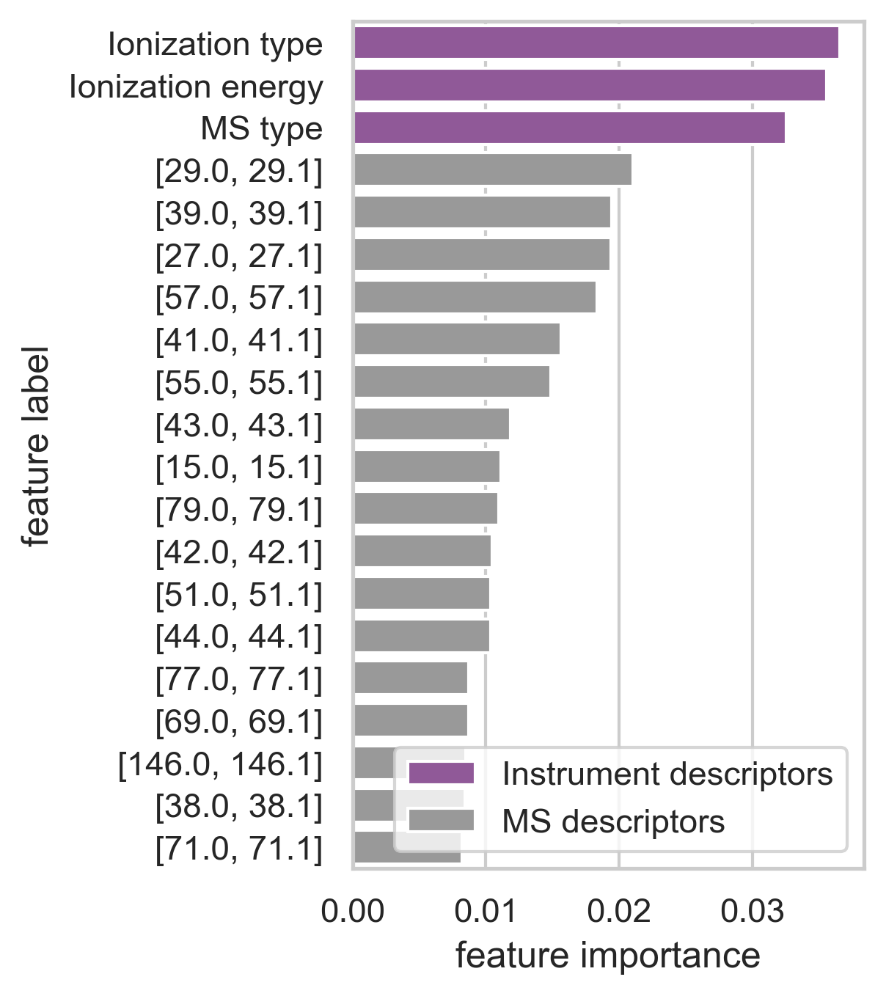 Ionization type
Ionization energy
MS type
[29.0, 29.1]
[39.0, 39.1]
[27.0, 27.1]
[57.0, 57.1]
[41.0, 41.1]
[55.0, 55.1]
[43.0, 43.1]
[15.0, 15.1]
[79.0, 79.1]
[42.0, 42.1]
[51.0, 51.1]
[44.0, 44.1]
[77.0, 77.1]
[69.0, 69.1]
[146.0, 146.1]
[38.0, 38.1]
[71.0, 71.1]
feature label
Instrument descriptors
MS descriptors
0.00 0.01 0.02 0.03
feature importance